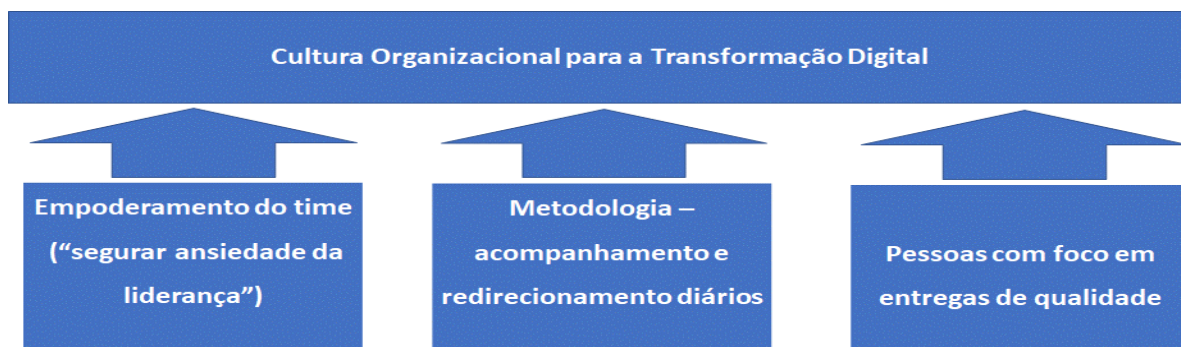 Cultura Organizacional para a Transformação Digital
Empoderamento do time
(“segurar ansiedade da
liderança”)
Metodologia –
acompanhamento e
redirecionamento diários
Pessoas com foco em
entregas de qualidade